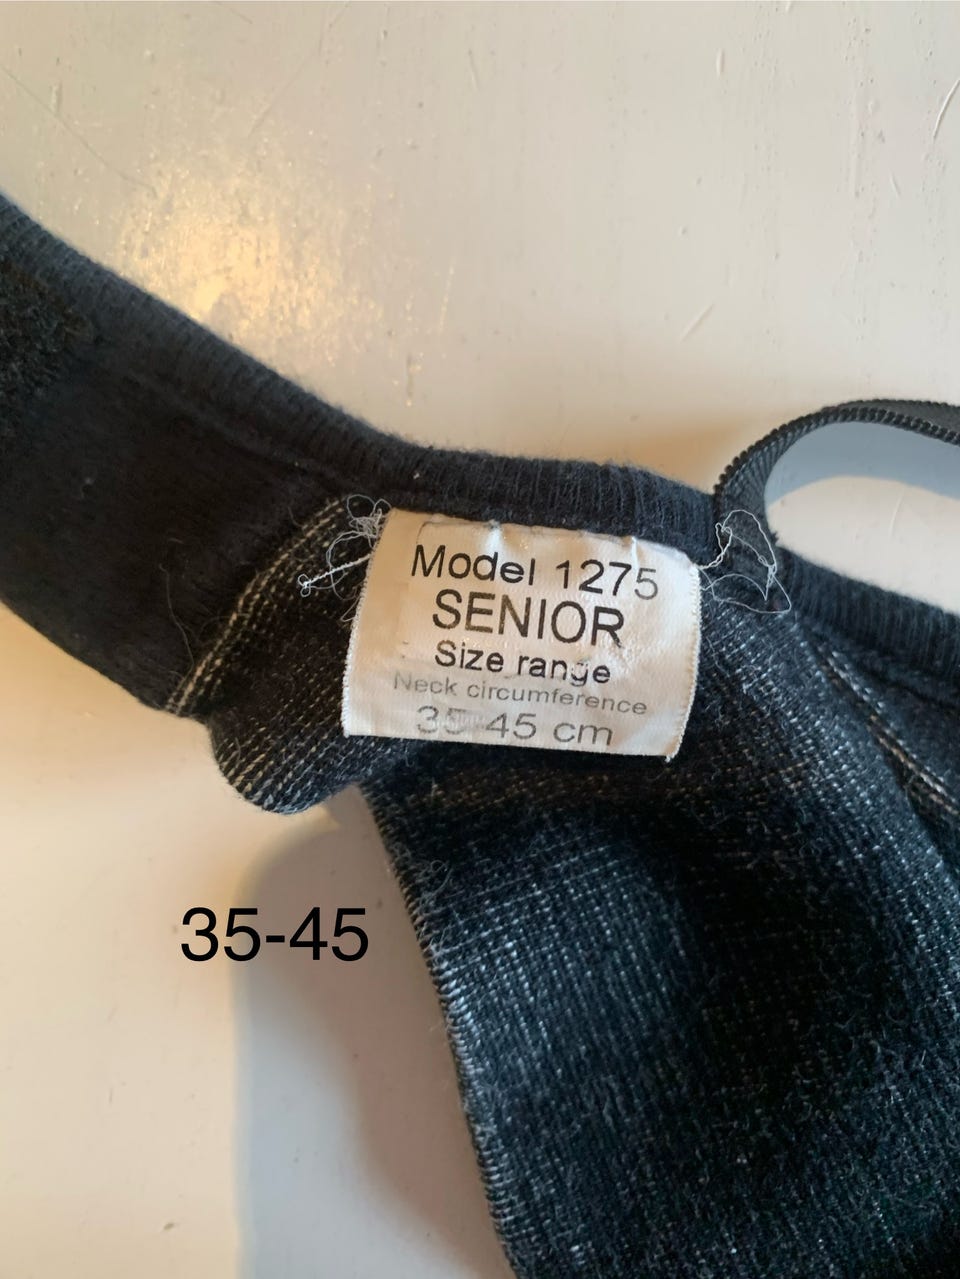 Model 1275
SENIOR
Size range
Neck circumference
35-45 cm
35-45